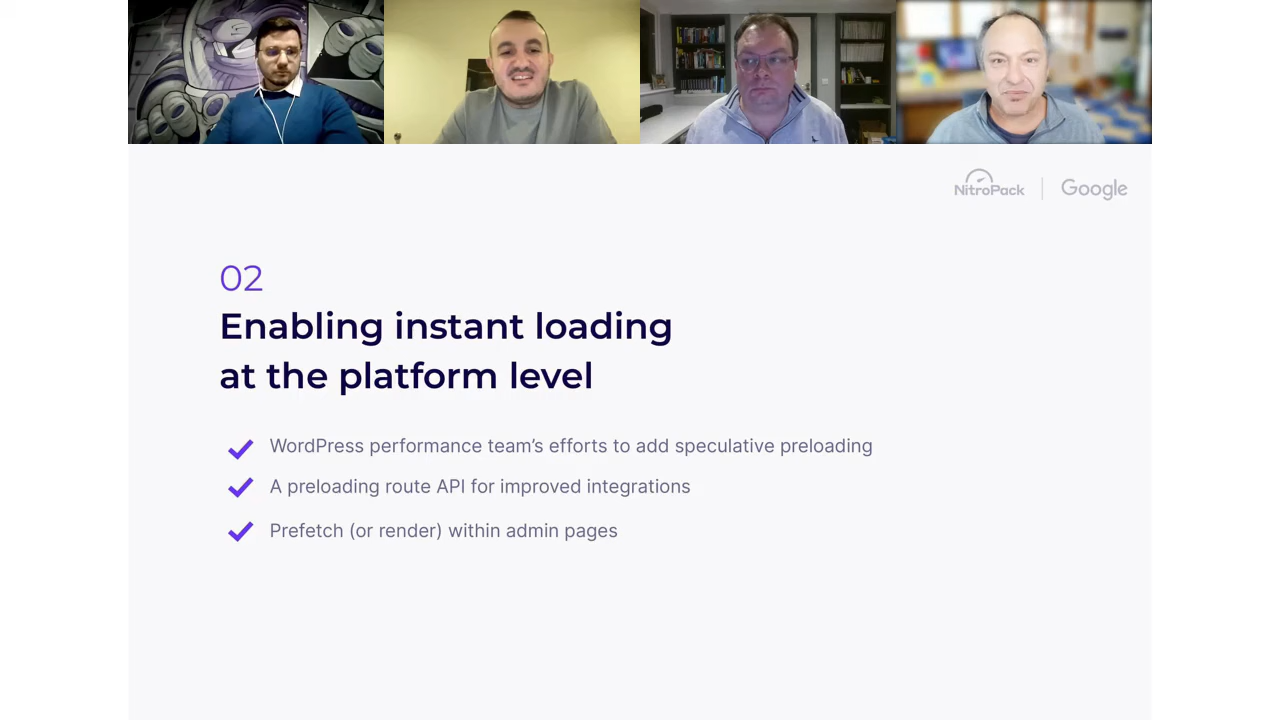 NitroPack | Google
02
Enabling instant loading
at the platform level
WordPress performance team’s efforts to add speculative preloading
A preloading route API for improved integrations
Prefetch (or render) within admin pages